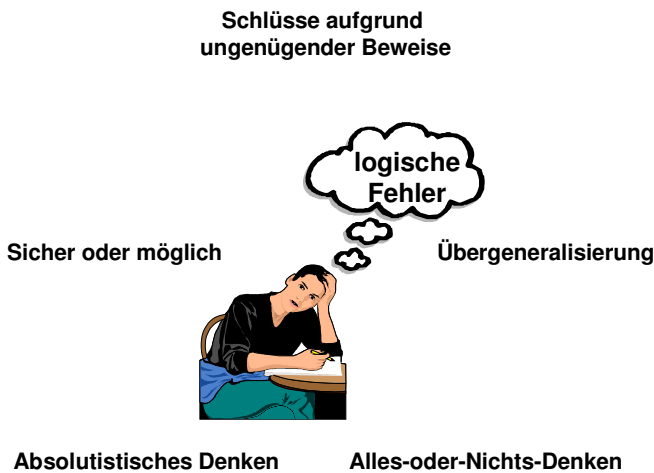 Schlüsse aufgrund
ungenügender Beweise
logische
Fehler
Sicher oder möglich
Übergeneralisierung
Absolutistisches Denken
Alles-oder-Nichts-Denken